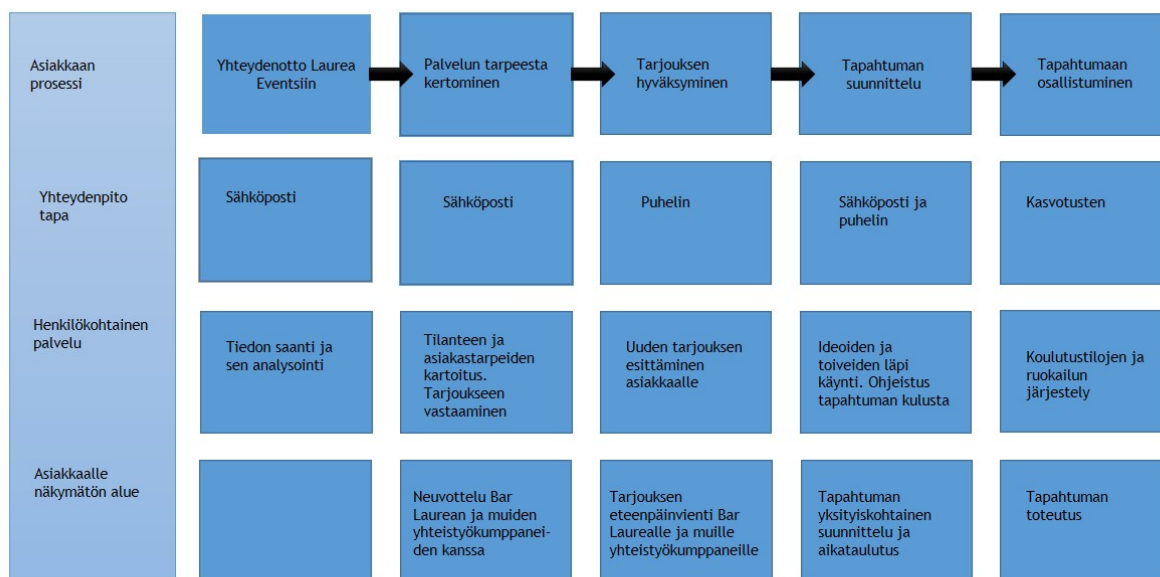 Asiakkaan
prosessi
Yhteydenotto Laurea
Eventsiin
Palvelun tarpeesta
kertominen
Tarjouksen
hyväksyminen
Tapahtuman
suunnittelu
Tapahtumaan
osallistuminen
Yhteydenpito
tapa
Sähköposti
Sähköposti
Puhelin
Sähköposti ja
puhelin
Kasvotusten
Henkilökohtainen
palvelu
Tiedon saanti ja
sen analysointi
Tilanteen ja
asiakastarpeiden
kartoitus.
Tarjoukseen
vastaaminen
Uuden tarjouksen
esittäminen
asiakkaalle
Ideoiden ja
toiveiden läpi
käynti. Ohjeistus
tapahtuman kulusta
Koulutustilojen ja
ruokailun
järjestely
Asiakkaalle
näkymätön alue
Neuvottelu Bar
Laurean ja muiden
yhteistyökumppanei-
den kanssa
Tarjouksen
eteenpäinvienti Bar
Laurealle ja muille
yhteistyökumppaneille
Tapahtuman
yksityiskohtainen
suunnittelu ja
aikataulutus
Tapahtuman
toteutus